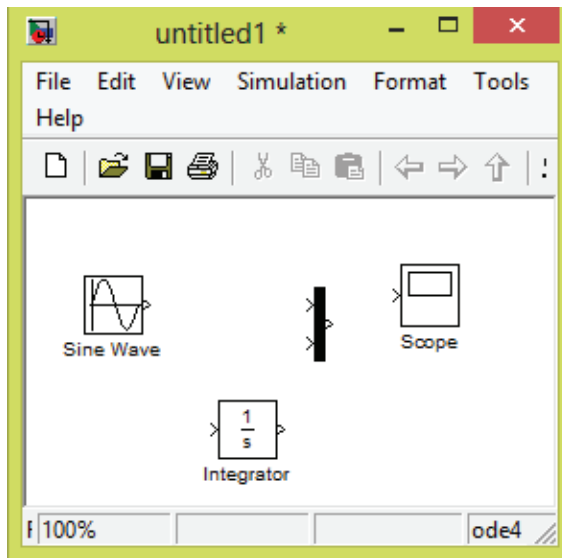 untitled1 *
File Edit View Simulation Format Tools
Help
Sine Wave
Scope
1
s
Integrator
100%
ode4